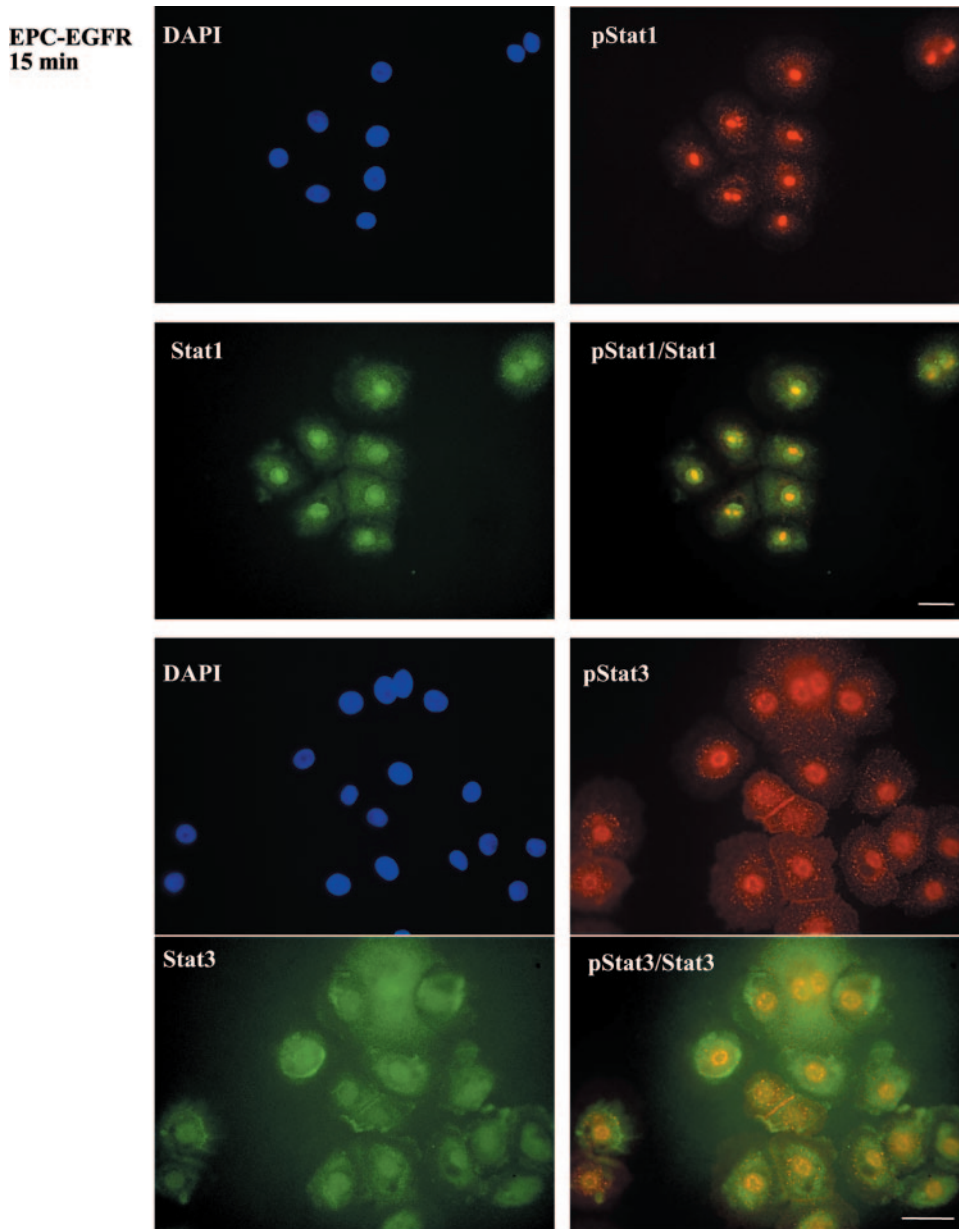 EPC-EGFR
15 min
DAPI
pStat1
Stat1
pStat1/Stat1
DAPI
pStat3
Stat3
pStat3/Stat3